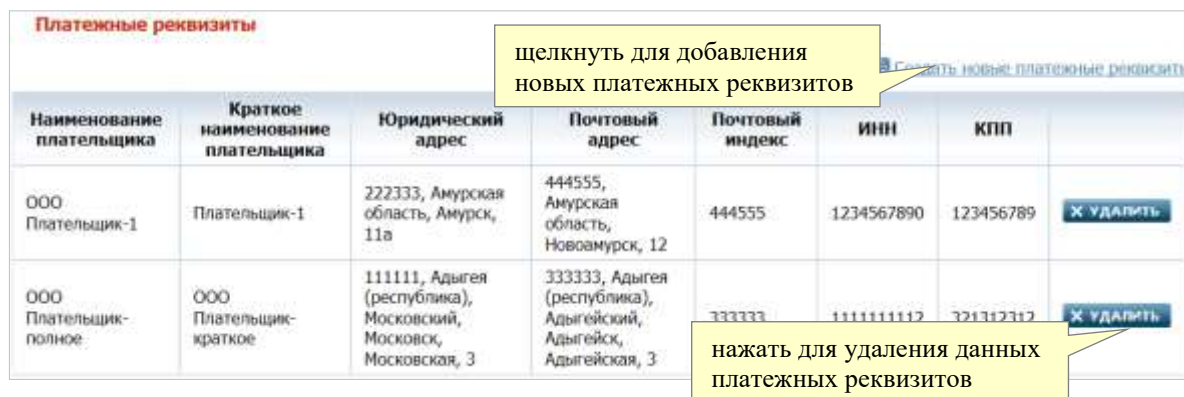 Платежные реквизиты
щелкнуть для добавления
новых платежных реквизитов
Создать новые платежные реквизиты
Наименование
плательщика
Краткое
наименование
плательщика
Юридический
адрес
Почтовый
адрес
Почтовый
индекс
ИНН
КПП
ООО
Плательщик-1
Плательщик-1
222333, Амурская
область, Амурск,
11а
444555,
Амурская
область,
Новоамурск, 12
444555
1234567890
123456789
X УДАЛИТЬ
ООО
Плательщик-
полное
ООО
Плательщик-
краткое
111111, Адыгея
(республика),
Московский,
Московск,
Московская, 3
333333, Адыгея
(республика),
Адыгейский,
Адыгейск,
Адыгейская, 3
333333
1111111112
321312312
X УДАЛИТЬ
нажать для удаления данных
платежных реквизитов